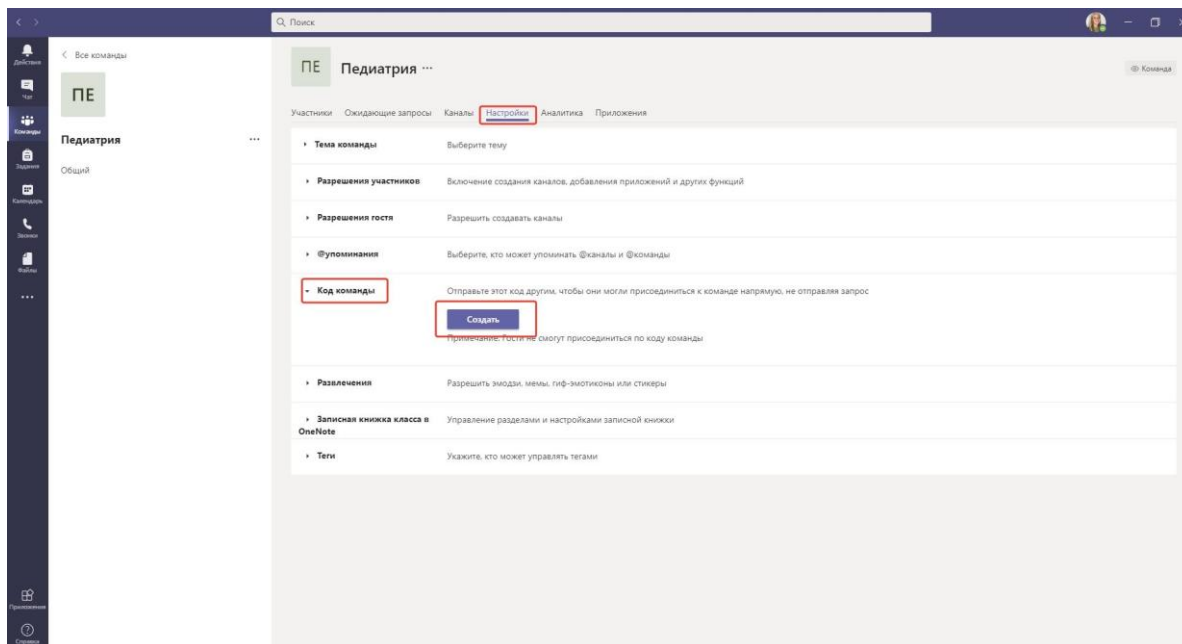 Поиск
Действия
Чат
Команды
Задания
Календарь
Звонки
Файлы
Приложения
Справка
Все команды
ПЕ
Педиатрия
Общий
ПЕ
Педиатрия
Команда
Участники Ожидающие запросы Каналы Настройки Аналитика Приложения
Тема команды Выберите тему
Разрешения участников Включение создания каналов, добавления приложений и других функций
Разрешения гостя Разрешить создавать каналы
@упоминания Выберите, кто может упоминать @каналы и @команды
Код команды Отправьте этот код другим, чтобы они могли присоединиться к команде напрямую, не отправляя запрос
Создать
Примечание: Гости не смогут присоединиться по коду команды
Развлечения Разрешить эмодзи, мемы, гиф-эмотиконы или стикеры
Записная книжка класса в Управление разделами и настройками записной книжки
OneNote
Теги Укажите, кто может управлять тегами